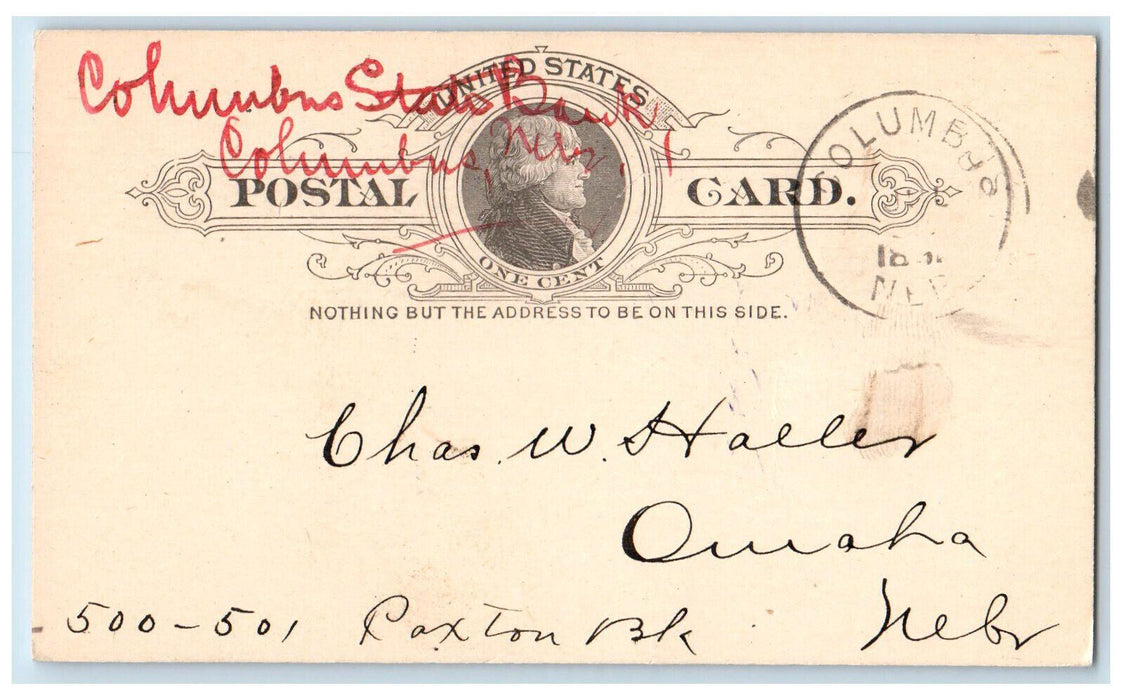 Columbus State Bank
Columbus, Nebr.
UNITED STATES
POSTAL CARD.
ONE CENT
NOTHING BUT THE ADDRESS TO BE ON THIS SIDE.
COLUMBUS
NEB
Chas. W. Haller
Omaha
Nebr
500-501 Paxton Blk